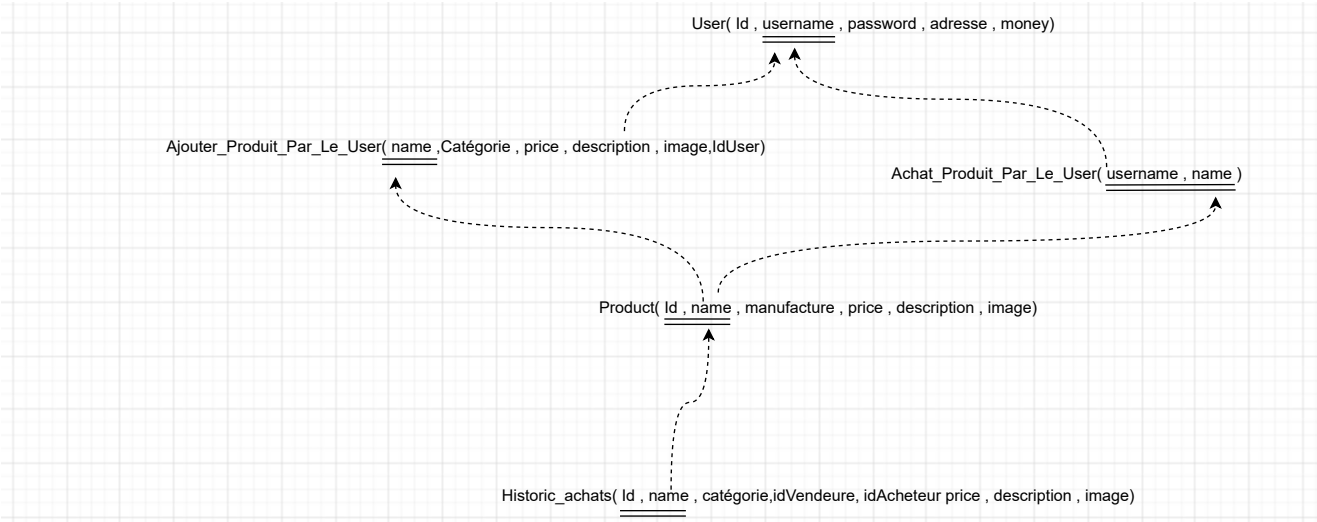 User( Id , username , password , adresse , money)
Ajouter_Produit_Par_Le_User( name ,Catégorie , price , description , image,IdUser)
Achat_Produit_Par_Le_User( username , name )
Product( Id , name , manufacture , price , description , image)
Historic_achats( Id , name , catégorie,idVendeure, idAcheteur price , description , image)